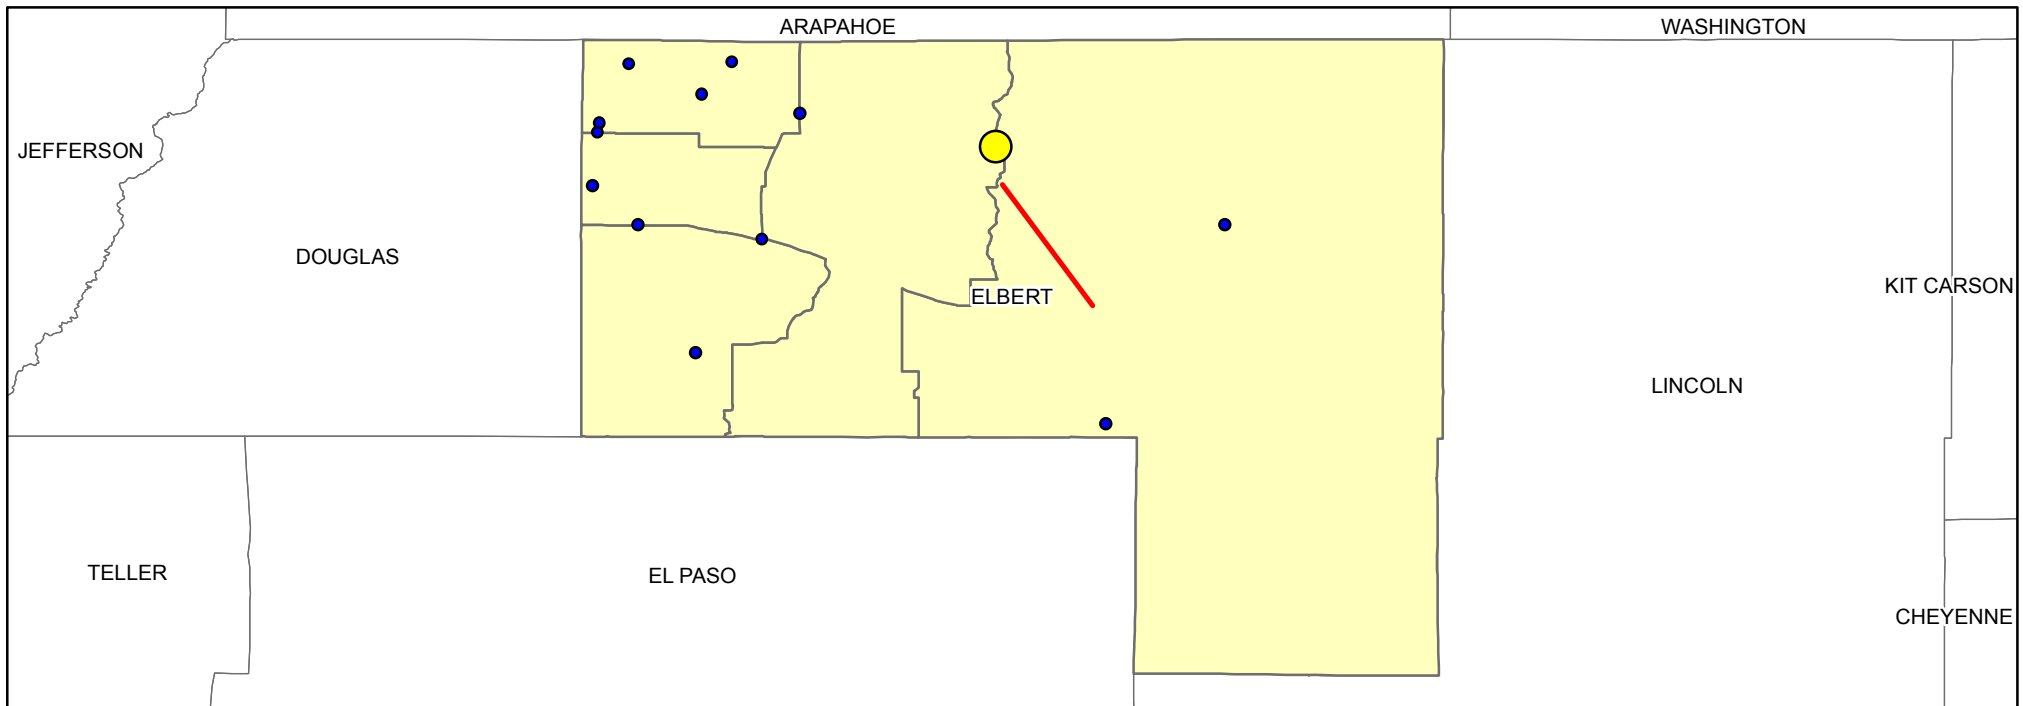 ARAPAHOE
WASHINGTON
JEFFERSON
DOUGLAS
KIT CARSON
ELBERT
LINCOLN
TELLER
EL PASO
CHEYENNE